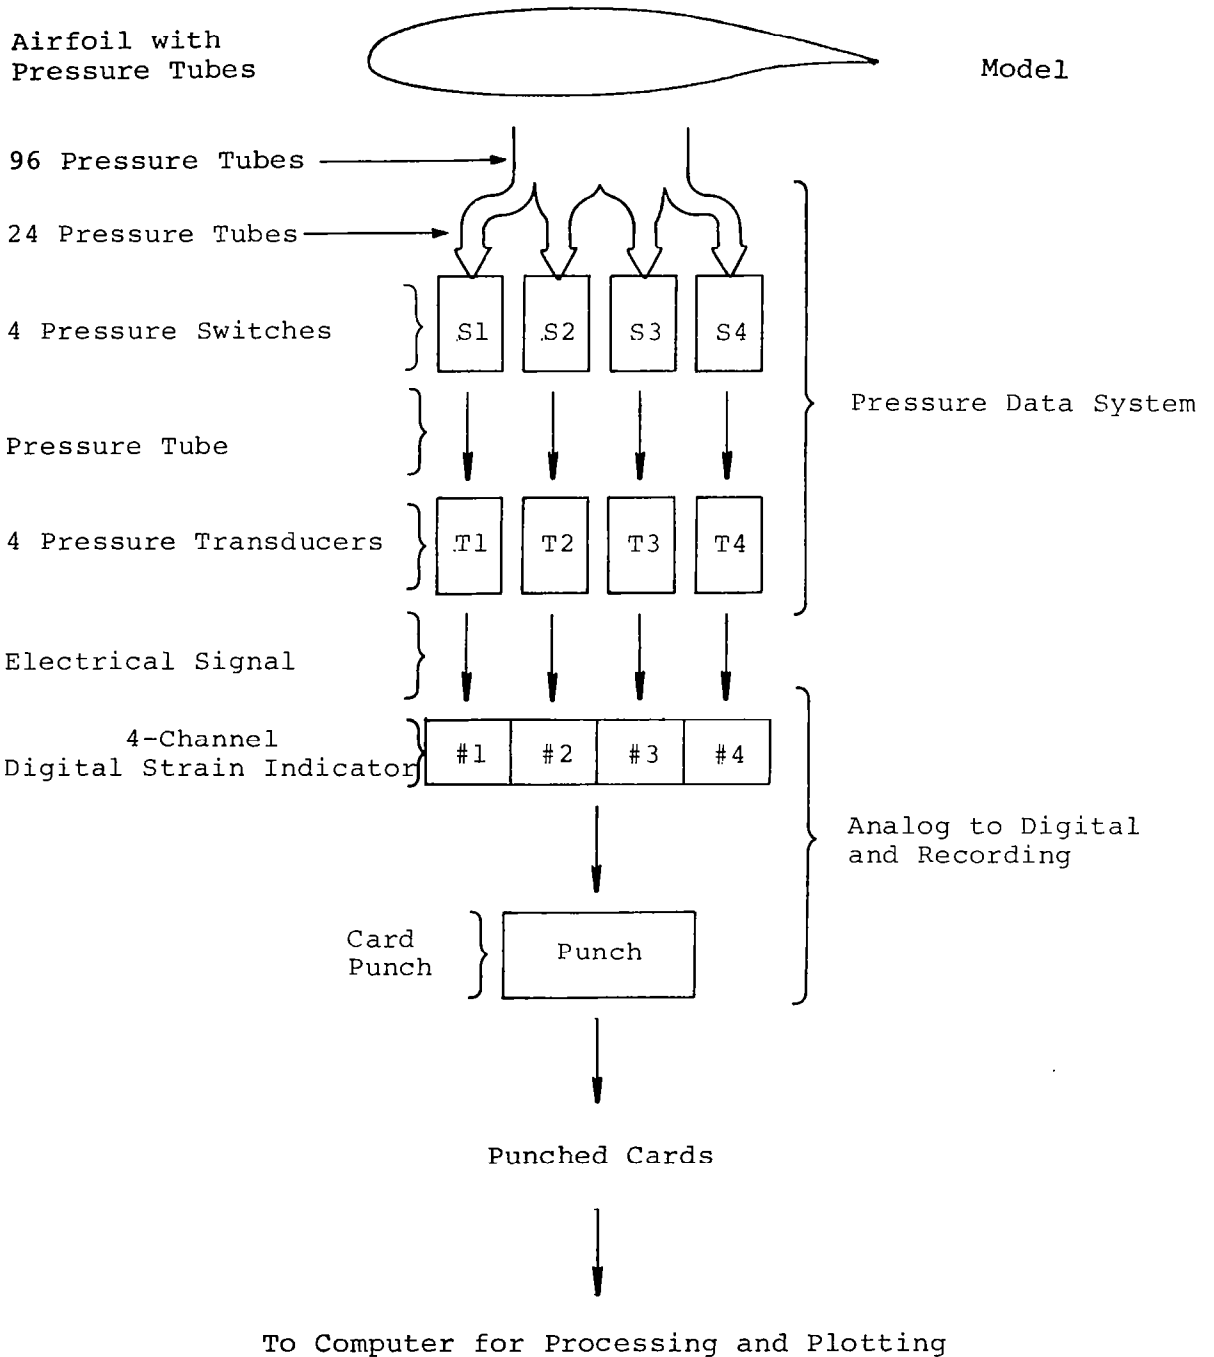 Airfoil with
Pressure Tubes
Model
96 Pressure Tubes
24 Pressure Tubes
4 Pressure Switches
S1 S2 S3 S4
Pressure Data System
Pressure Tube
4 Pressure Transducers
T1 T2 T3 T4
Electrical Signal
4-Channel
Digital Strain Indicator
#1 #2 #3 #4
Analog to Digital
and Recording
Card
Punch
Punch
Punched Cards
To Computer for Processing and Plotting